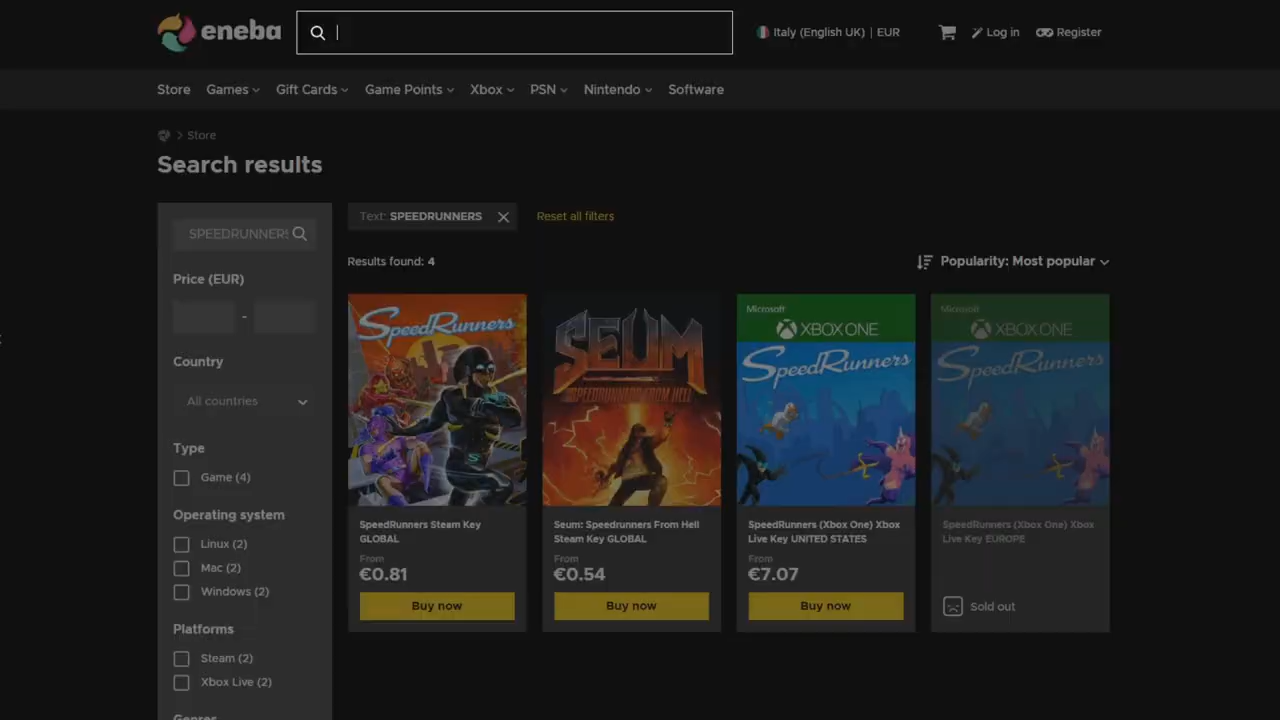 eneba
Italy (English UK) | EUR
Log in
Register
Store
Games
Gift Cards
Game Points
Xbox
PSN
Nintendo
Software
Store
Search results
SPEEDRUNNERS
Text: SPEEDRUNNERS
Reset all filters
Price (EUR)
-
Country
All countries
Type
Game (4)
Operating system
Linux (2)
Mac (2)
Windows (2)
Platforms
Steam (2)
Xbox Live (2)
Genres
Results found: 4
Popularity: Most popular
SpeedRunners
SpeedRunners Steam Key
GLOBAL
From
€0.81
Buy now
SEUM
SPEEDRUNNERS FROM HELL
Seum: Speedrunners From Hell
Steam Key GLOBAL
From
€0.54
Buy now
Microsoft
XBOX ONE
SpeedRunners
SpeedRunners (Xbox One) Xbox
Live Key UNITED STATES
From
€7.07
Buy now
Microsoft
XBOX ONE
SpeedRunners
SpeedRunners (Xbox One) Xbox
Live Key EUROPE
Sold out